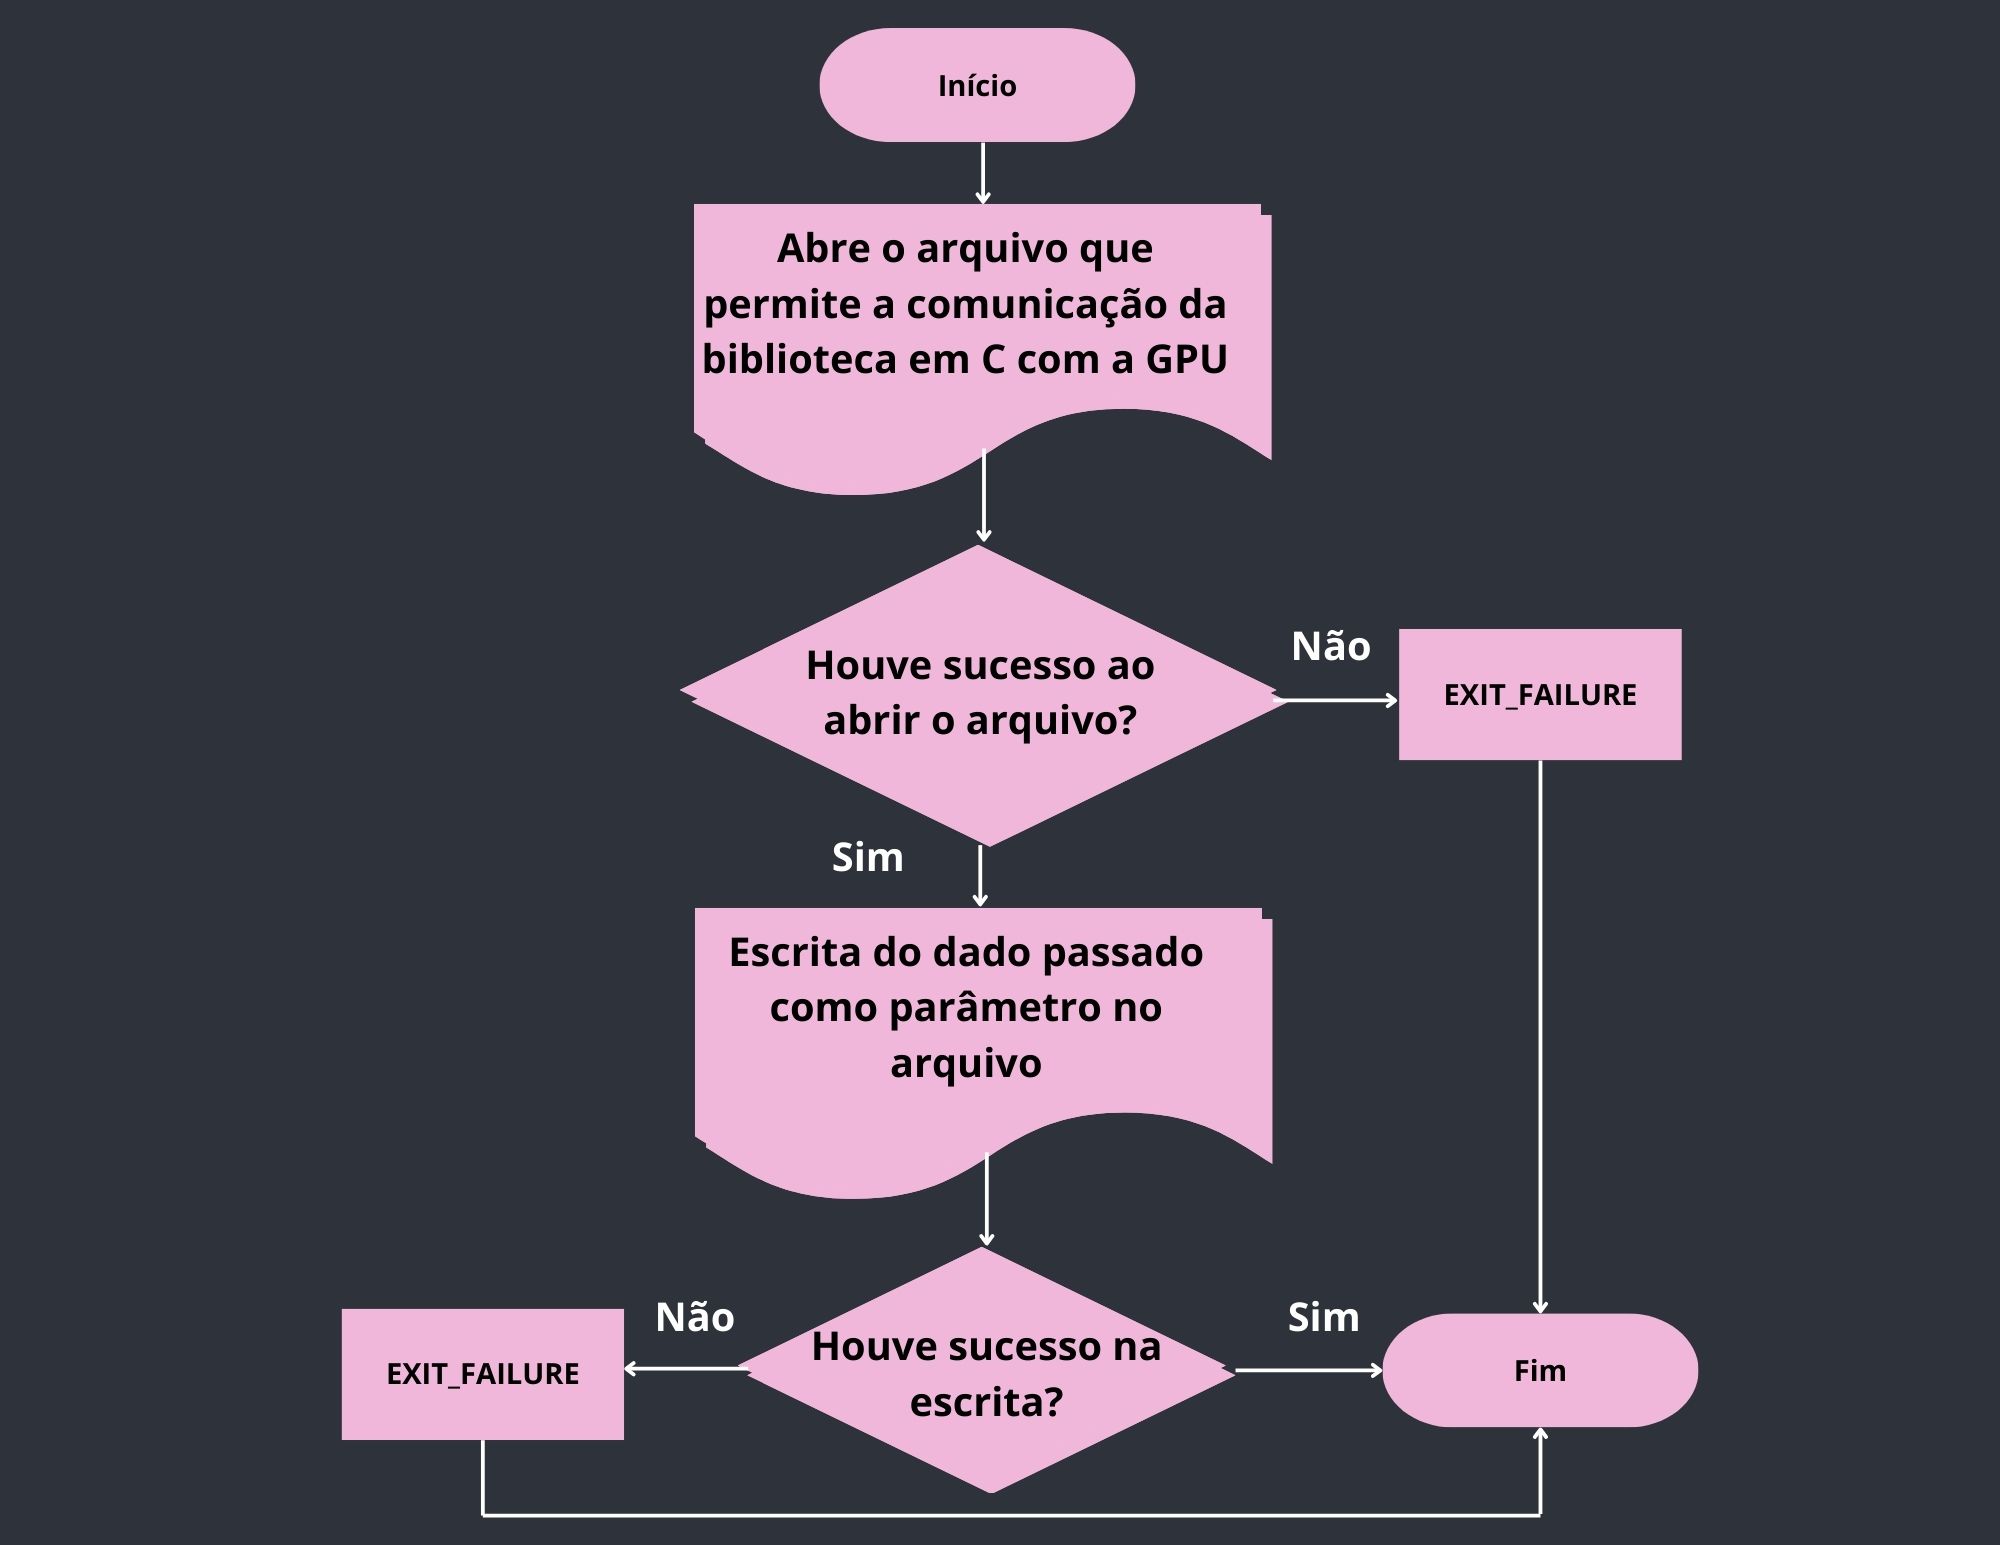 Início
Abre o arquivo que
permite a comunicação da
biblioteca em C com a GPU
Houve sucesso ao
abrir o arquivo?
Não
EXIT_FAILURE
Sim
Escrita do dado passado
como parâmetro no
arquivo
Houve sucesso na
escrita?
Não
EXIT_FAILURE
Sim
Fim